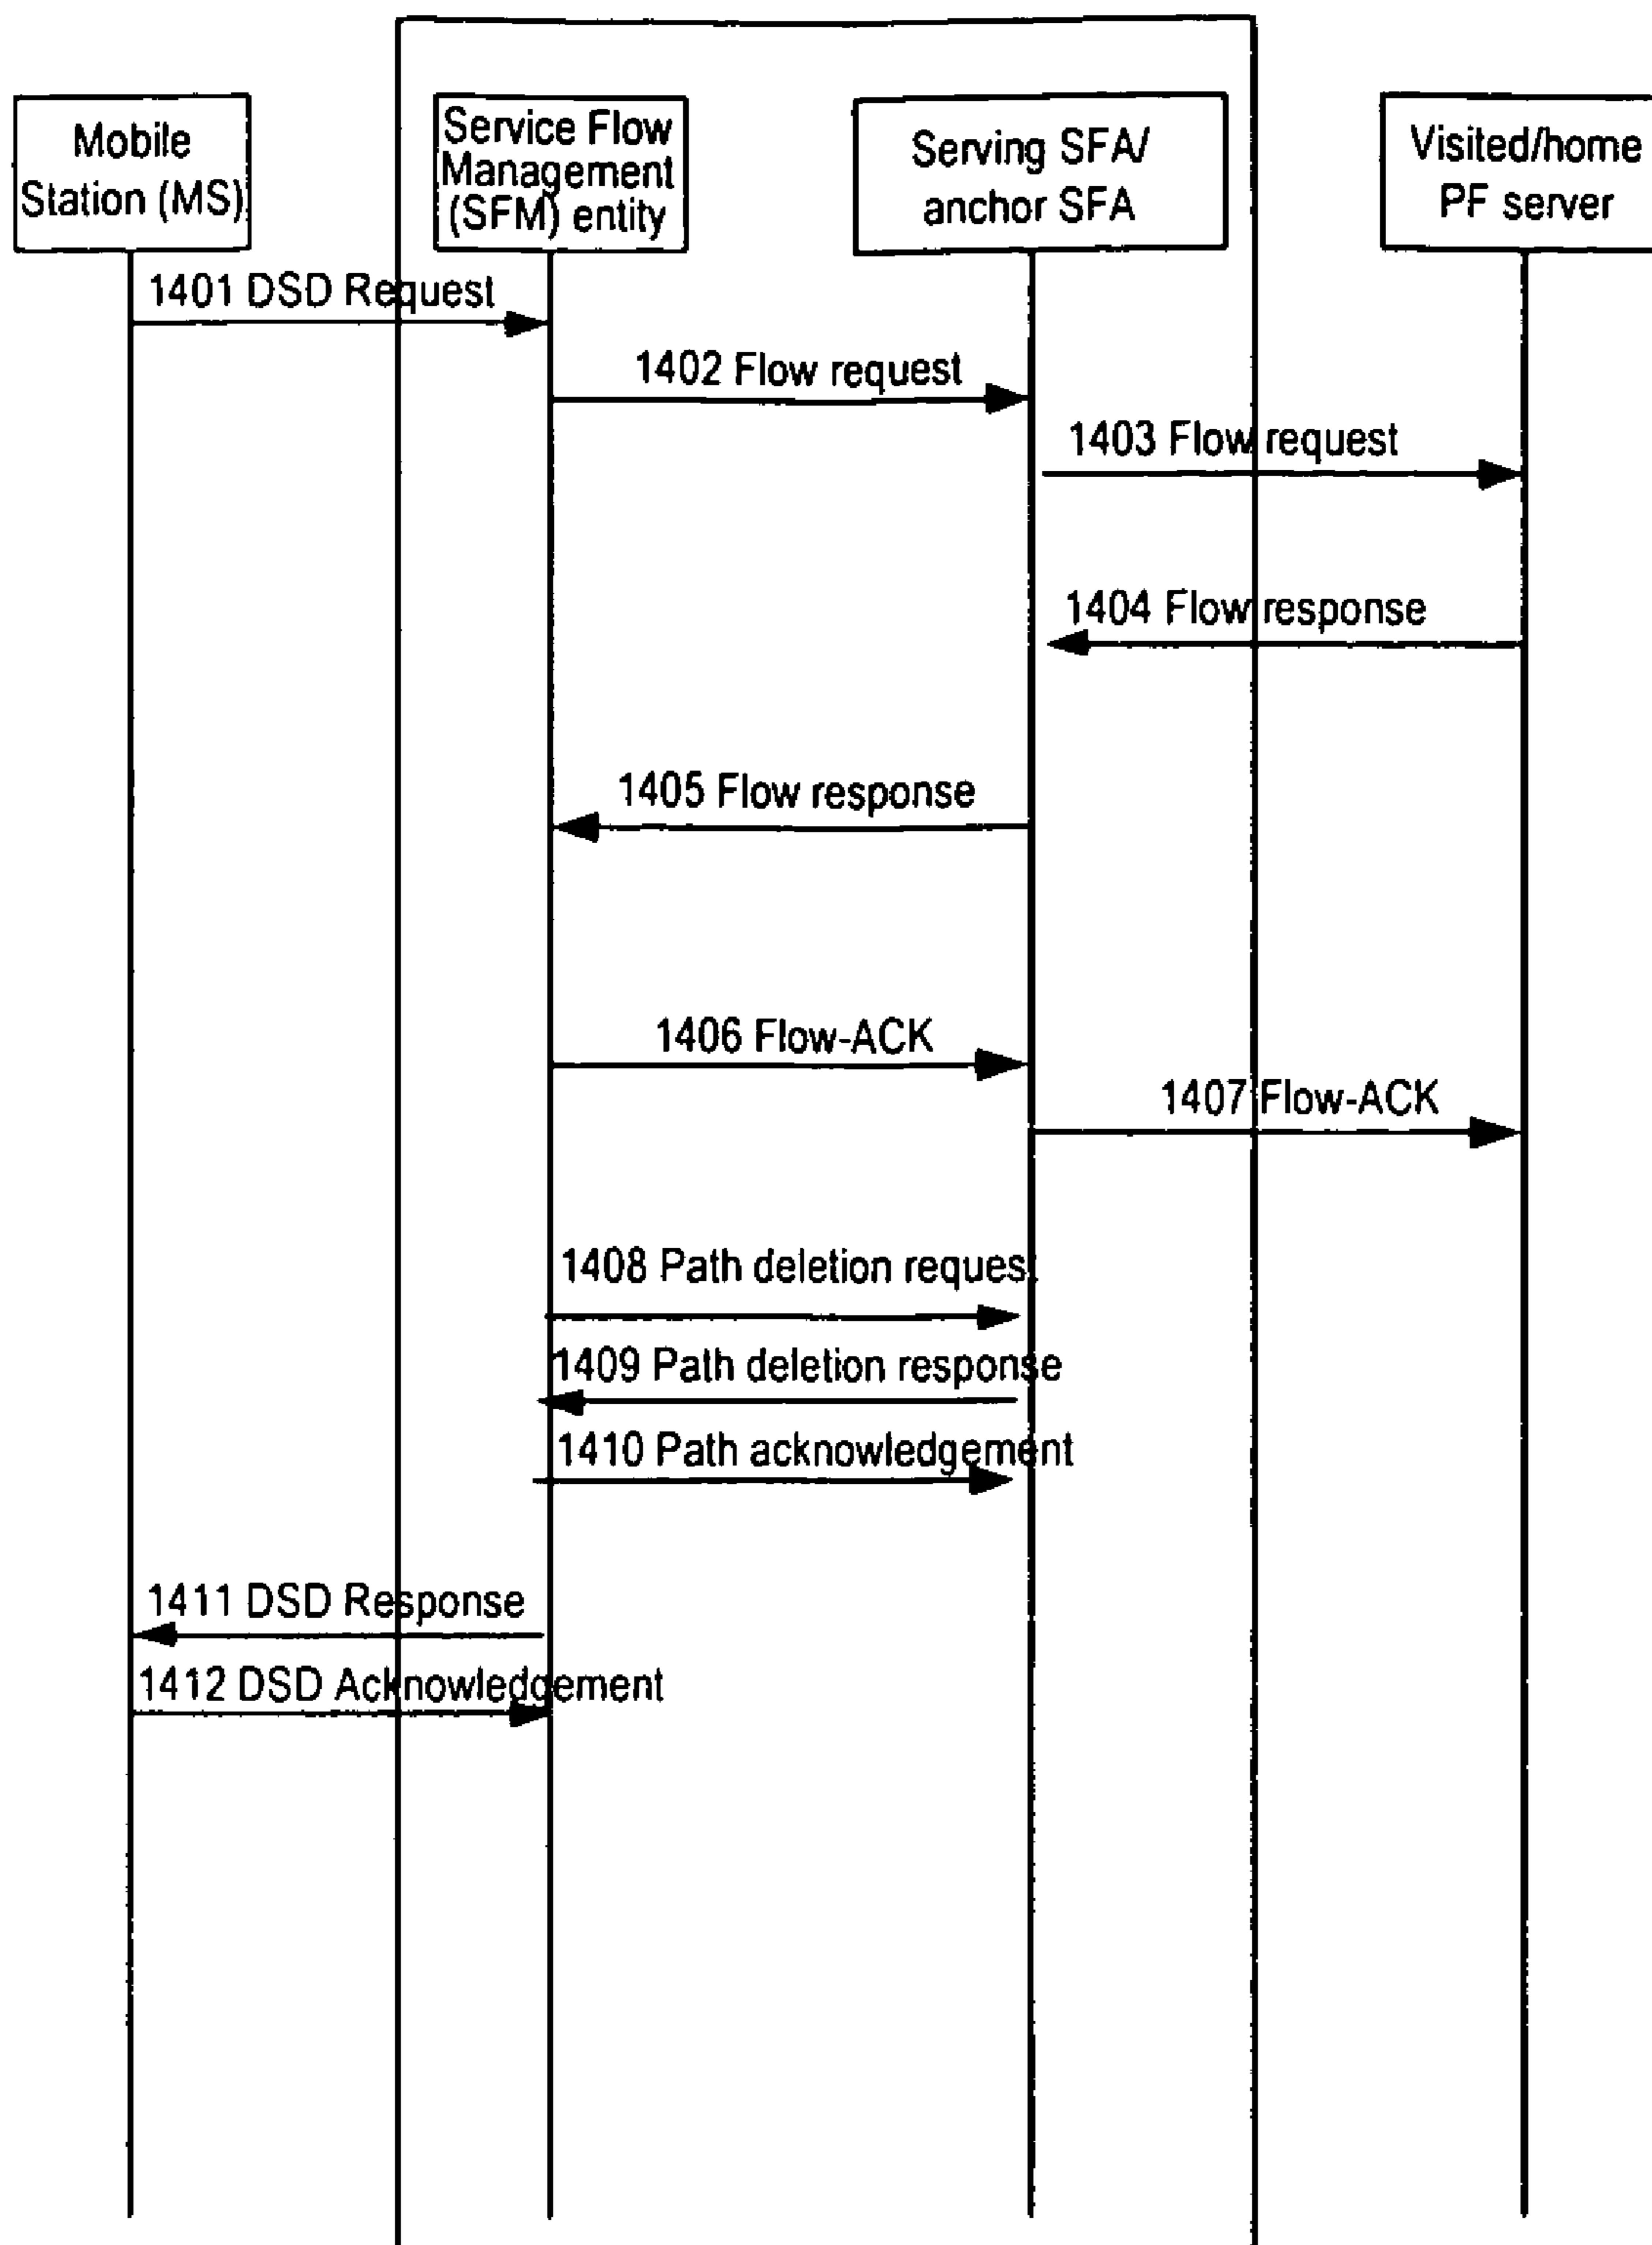 Mobile
Station (MS)
Service Flow
Management
(SFM) entity
Serving SFA/
anchor SFA
Visited/home
PF server
1401 DSD Request
1402 Flow request
1403 Flow request
1404 Flow response
1405 Flow response
1406 Flow-ACK
1407 Flow-ACK
1408 Path deletion request
1409 Path deletion response
1410 Path acknowledgement
1411 DSD Response
1412 DSD Acknowledgement